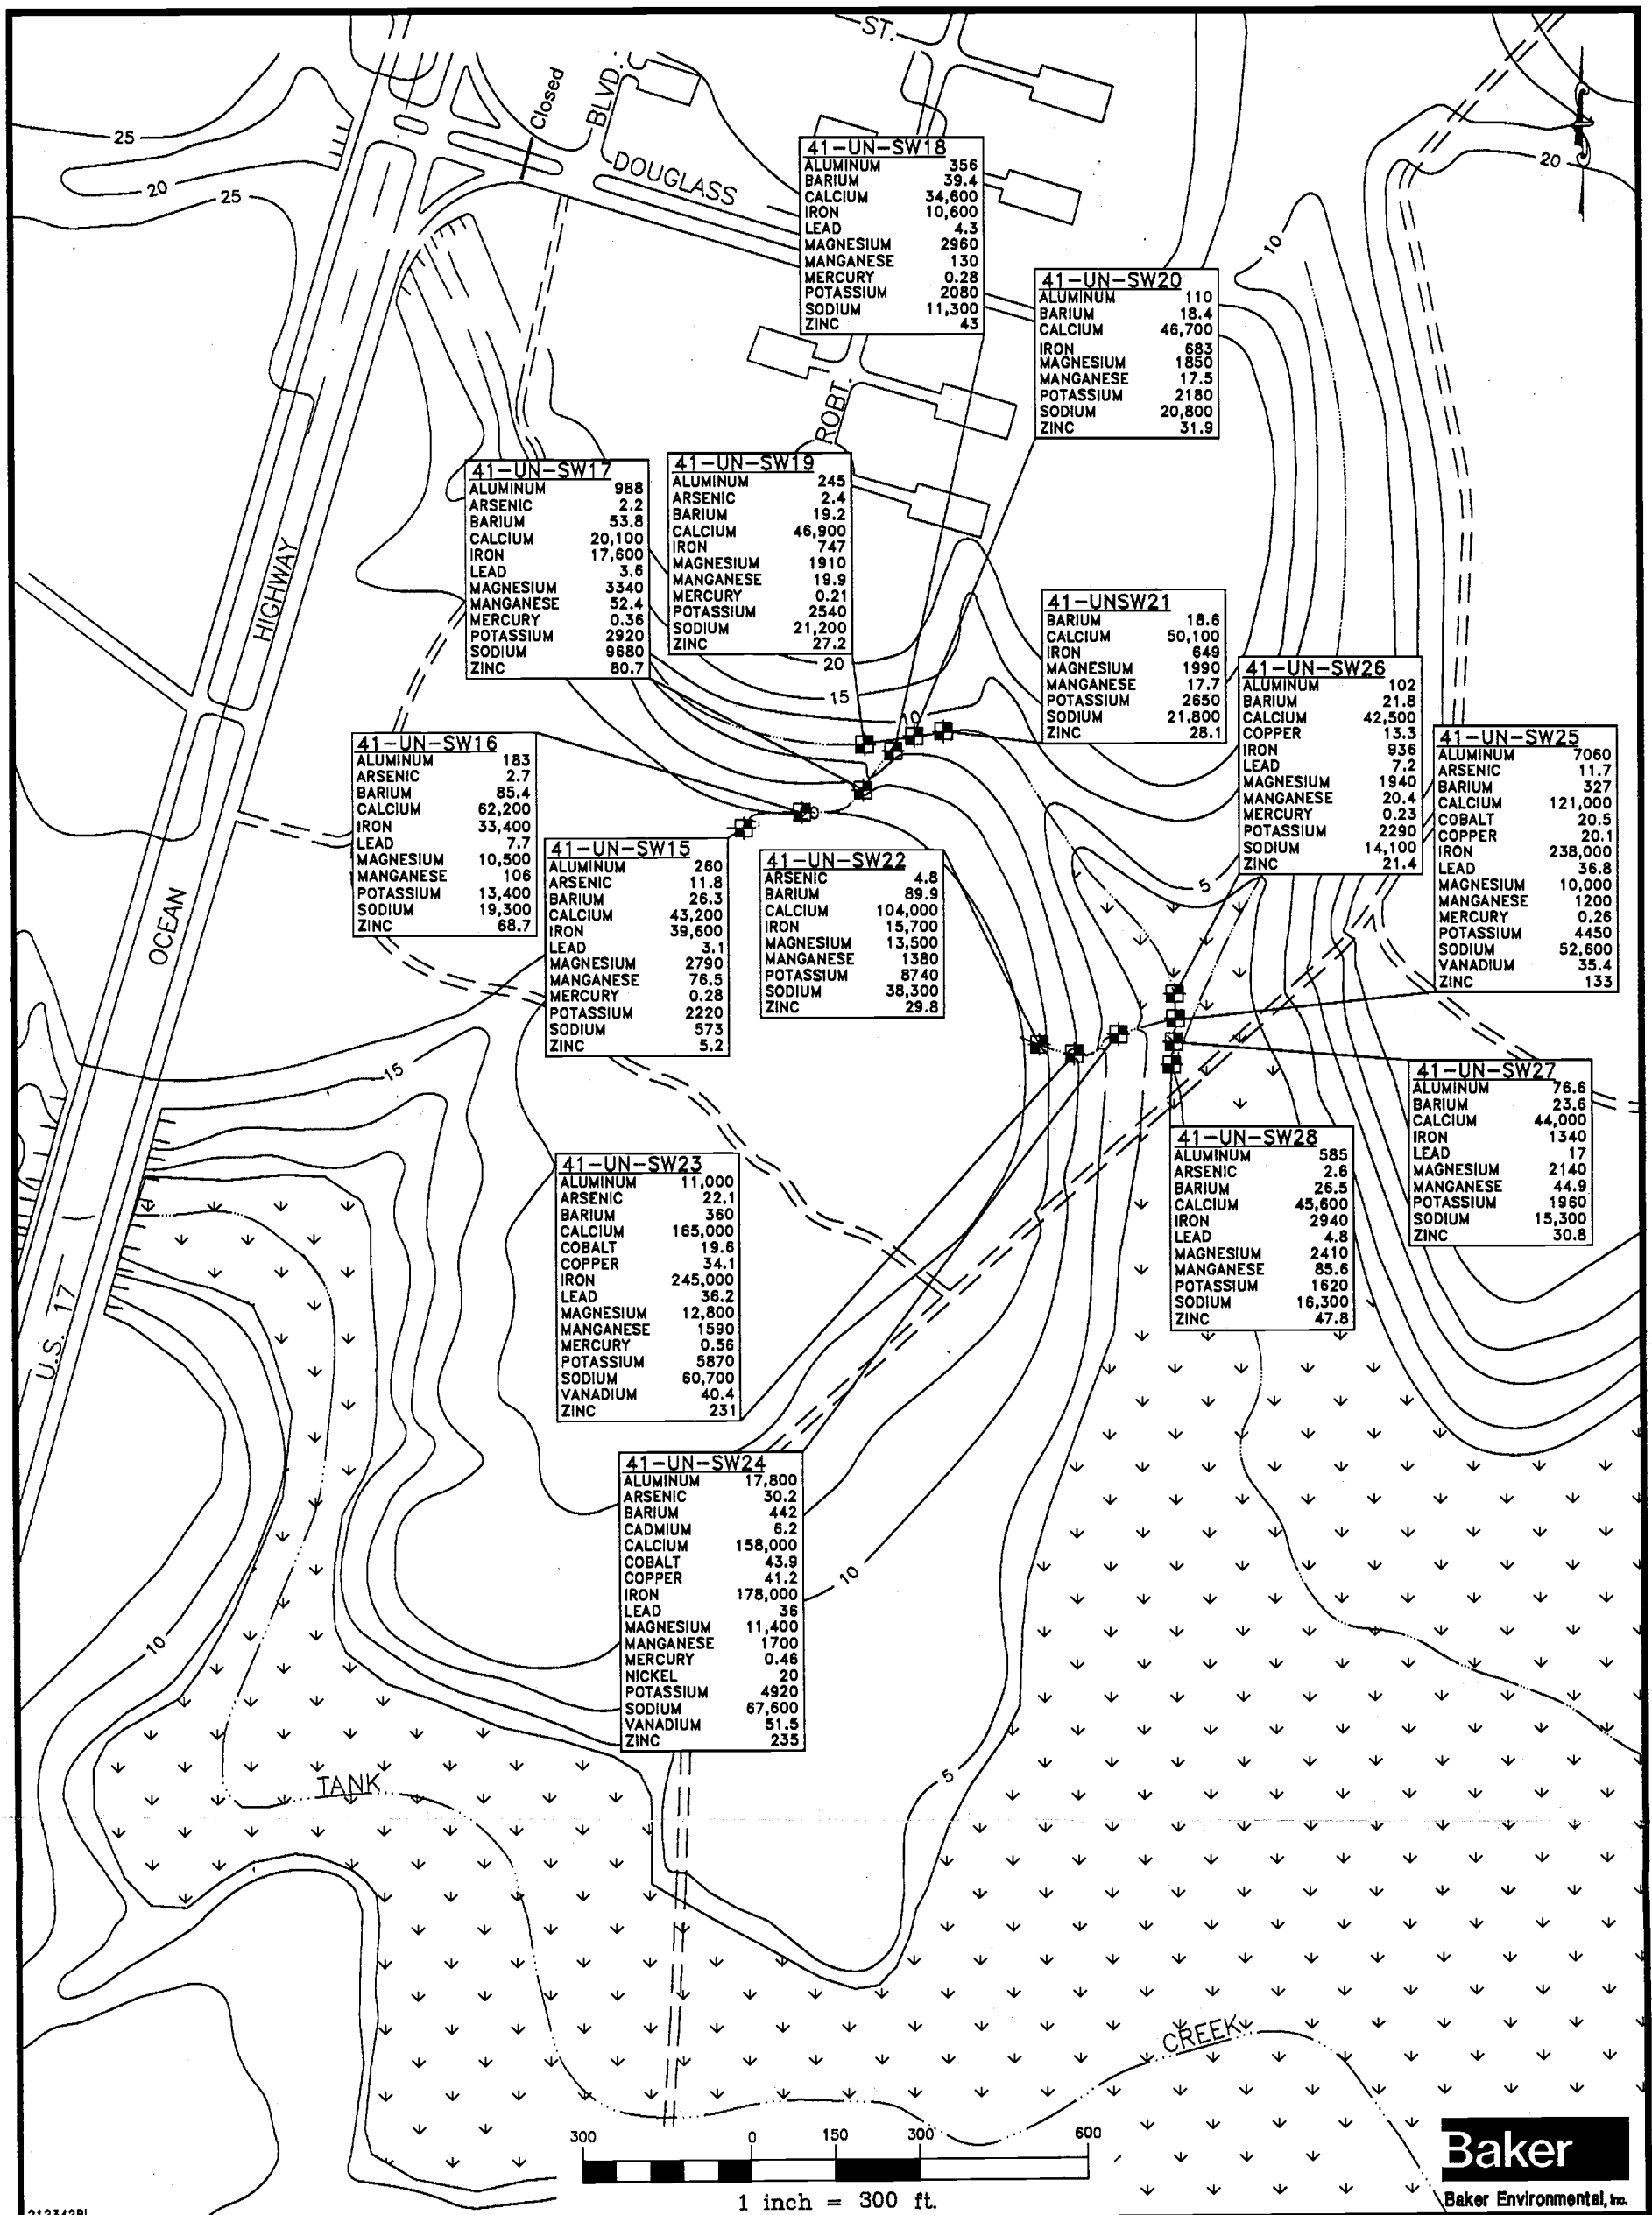 ST.
Closed
BLVD.
DOUGLASS
25
20
25
20
10
41-UN-SW18
ALUMINUM 356
BARIUM 39.4
CALCIUM 34,600
IRON 10,600
LEAD 4.3
MAGNESIUM 2960
MANGANESE 130
MERCURY 0.28
POTASSIUM 2080
SODIUM 11,300
ZINC 43
41-UN-SW20
ALUMINUM 110
BARIUM 18.4
CALCIUM 46,700
IRON 683
MAGNESIUM 1850
MANGANESE 17.5
POTASSIUM 2180
SODIUM 20,800
ZINC 31.9
ROBT.
41-UN-SW17
ALUMINUM 988
ARSENIC 2.2
BARIUM 53.8
CALCIUM 20,100
IRON 17,600
LEAD 3.6
MAGNESIUM 3340
MANGANESE 52.4
MERCURY 0.36
POTASSIUM 2920
SODIUM 9680
ZINC 80.7
41-UN-SW19
ALUMINUM 245
ARSENIC 2.4
BARIUM 19.2
CALCIUM 46,900
IRON 747
MAGNESIUM 1910
MANGANESE 19.9
MERCURY 0.21
POTASSIUM 2540
SODIUM 21,200
ZINC 27.2
20
15
10
41-UNSW21
BARIUM 18.6
CALCIUM 50,100
IRON 649
MAGNESIUM 1990
MANGANESE 17.7
POTASSIUM 2650
SODIUM 21,800
ZINC 28.1
41-UN-SW26
ALUMINUM 102
BARIUM 21.8
CALCIUM 42,500
COPPER 13.3
IRON 936
LEAD 7.2
MAGNESIUM 1940
MANGANESE 20.4
MERCURY 0.23
POTASSIUM 2290
SODIUM 14,100
ZINC 21.4
41-UN-SW25
ALUMINUM 7060
ARSENIC 11.7
BARIUM 327
CALCIUM 121,000
COBALT 20.5
COPPER 20.1
IRON 238,000
LEAD 36.8
MAGNESIUM 10,000
MANGANESE 1200
MERCURY 0.26
POTASSIUM 4450
SODIUM 52,600
VANADIUM 35.4
ZINC 133
41-UN-SW16
ALUMINUM 183
ARSENIC 2.7
BARIUM 85.4
CALCIUM 62,200
IRON 33,400
LEAD 7.7
MAGNESIUM 10,500
MANGANESE 106
POTASSIUM 13,400
SODIUM 19,300
ZINC 68.7
41-UN-SW15
ALUMINUM 260
ARSENIC 11.8
BARIUM 26.3
CALCIUM 43,200
IRON 39,600
LEAD 3.1
MAGNESIUM 2790
MANGANESE 76.5
MERCURY 0.28
POTASSIUM 2220
SODIUM 573
ZINC 5.2
41-UN-SW22
ARSENIC 4.8
BARIUM 89.9
CALCIUM 104,000
IRON 15,700
MAGNESIUM 13,500
MANGANESE 1380
POTASSIUM 8740
SODIUM 38,300
ZINC 29.8
5
HIGHWAY
OCEAN
U.S. 17
15
41-UN-SW27
ALUMINUM 76.6
BARIUM 23.6
CALCIUM 44,000
IRON 1340
LEAD 17
MAGNESIUM 2140
MANGANESE 44.9
POTASSIUM 1960
SODIUM 15,300
ZINC 30.8
41-UN-SW28
ALUMINUM 585
ARSENIC 2.6
BARIUM 26.5
CALCIUM 45,600
IRON 2940
LEAD 4.8
MAGNESIUM 2410
MANGANESE 85.6
POTASSIUM 1620
SODIUM 16,300
ZINC 47.8
41-UN-SW23
ALUMINUM 11,000
ARSENIC 22.1
BARIUM 360
CALCIUM 165,000
COBALT 19.6
COPPER 34.1
IRON 245,000
LEAD 36.2
MAGNESIUM 12,800
MANGANESE 1590
MERCURY 0.56
POTASSIUM 5870
SODIUM 60,700
VANADIUM 40.4
ZINC 231
41-UN-SW24
ALUMINUM 17,800
ARSENIC 30.2
BARIUM 442
CADMIUM 6.2
CALCIUM 158,000
COBALT 43.9
COPPER 41.2
IRON 178,000
LEAD 36
MAGNESIUM 11,400
MANGANESE 1700
MERCURY 0.46
NICKEL 20
POTASSIUM 4920
SODIUM 67,600
VANADIUM 51.5
ZINC 235
10
10
5
TANK
CREEK
300 0 150 300 600
1 inch = 300 ft.
Baker
Baker Environmental, Inc.